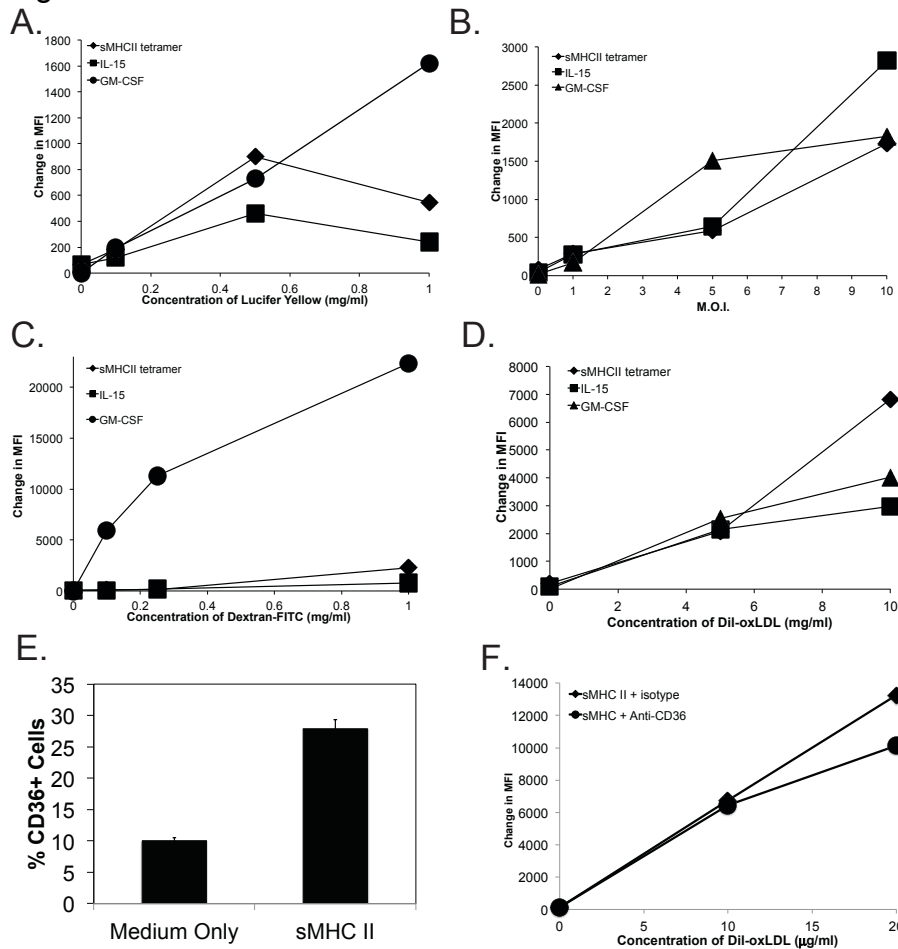 A.
1800
1600
1400
1200
1000
800
600
400
200
0
Change in MFI
sMHCII tetramer
IL-15
GM-CSF
0 0.2 0.4 0.6 0.8 1
Concentration of Lucifer Yellow (mg/ml)
B.
3000
2500
2000
1500
1000
500
0
Change in MFI
sMHCII tetramer
IL-15
GM-CSF
0 1 2 3 4 5 6 7 8 9 10
M.O.I.
C.
20000
15000
10000
5000
0
Change in MFI
sMHCII tetramer
IL-15
GM-CSF
0 0.2 0.4 0.6 0.8 1
Concentration of Dextran-FITC (mg/ml)
D.
8000
7000
6000
5000
4000
3000
2000
1000
0
Change in MFI
sMHCII tetramer
IL-15
GM-CSF
0 2 4 6 8 10
Concentration of Dil-oxLDL (mg/ml)
E.
35
30
25
20
15
10
5
0
% CD36+ Cells
Medium Only sMHC II
F.
14000
12000
10000
8000
6000
4000
2000
0
Change in MFI
sMHC II + isotype
sMHC + Anti-CD36
0 5 10 15 20
Concentration of Dil-oxLDL (µg/ml)